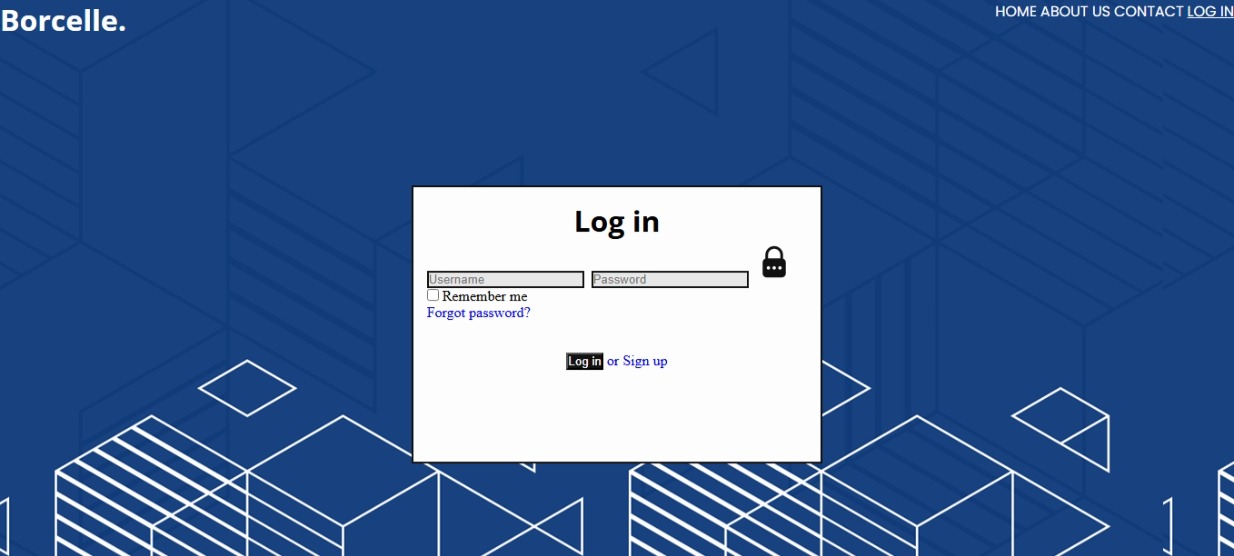 Borcelle.
HOME ABOUT US CONTACT LOG IN
Log in
Username Password
Remember me
Forgot password?
Log in or Sign up